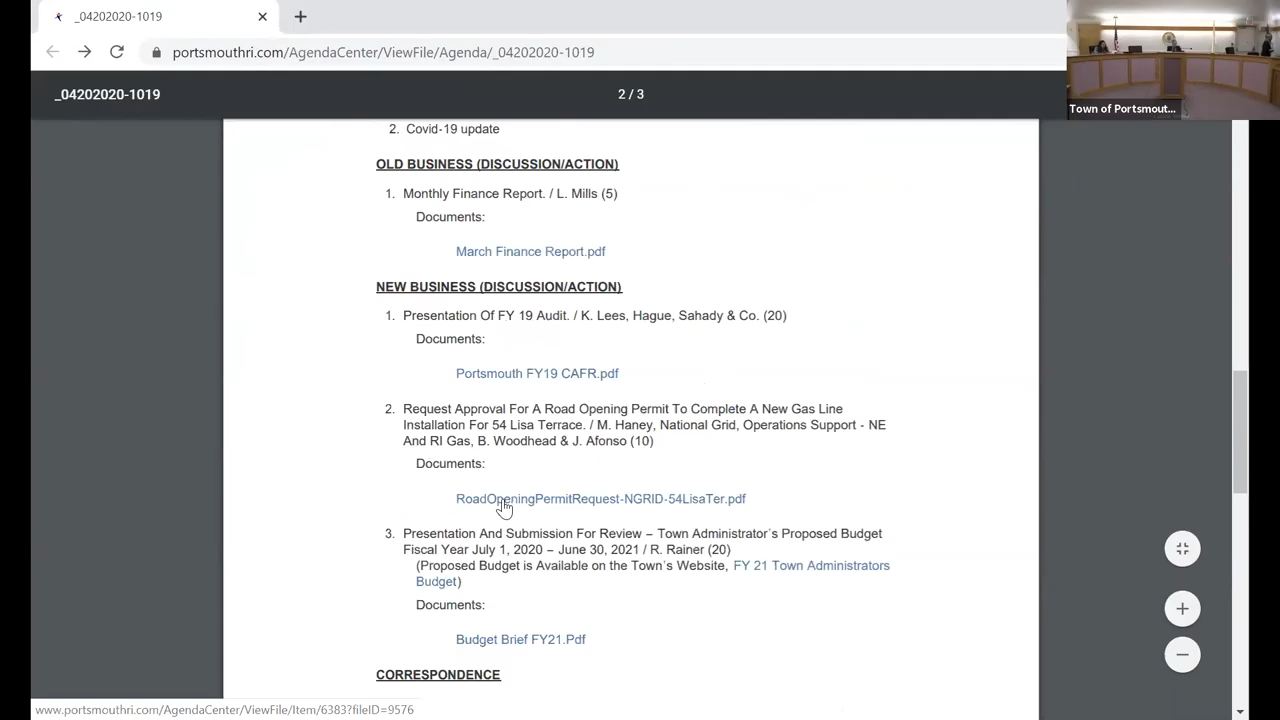 _04202020-1019
portsmouthri.com/AgendaCenter/ViewFile/Agenda/_04202020-1019
_04202020-1019
2 / 3
Town of Portsmout...
2. Covid-19 update
OLD BUSINESS (DISCUSSION/ACTION)
1. Monthly Finance Report. / L. Mills (5)
Documents:
March Finance Report.pdf
NEW BUSINESS (DISCUSSION/ACTION)
1. Presentation Of FY 19 Audit. / K. Lees, Hague, Sahady & Co. (20)
Documents:
Portsmouth FY19 CAFR.pdf
2. Request Approval For A Road Opening Permit To Complete A New Gas Line
Installation For 54 Lisa Terrace. / M. Haney, National Grid, Operations Support - NE
And RI Gas, B. Woodhead & J. Afonso (10)
Documents:
RoadOpeningPermitRequest-NGRID-54LisaTer.pdf
3. Presentation And Submission For Review – Town Administrator's Proposed Budget
Fiscal Year July 1, 2020 – June 30, 2021 / R. Rainer (20)
(Proposed Budget is Available on the Town's Website, FY 21 Town Administrators
Budget)
Documents:
Budget Brief FY21.Pdf
CORRESPONDENCE
www.portsmouthri.com/AgendaCenter/ViewFile/Item/6383?fileID=9576